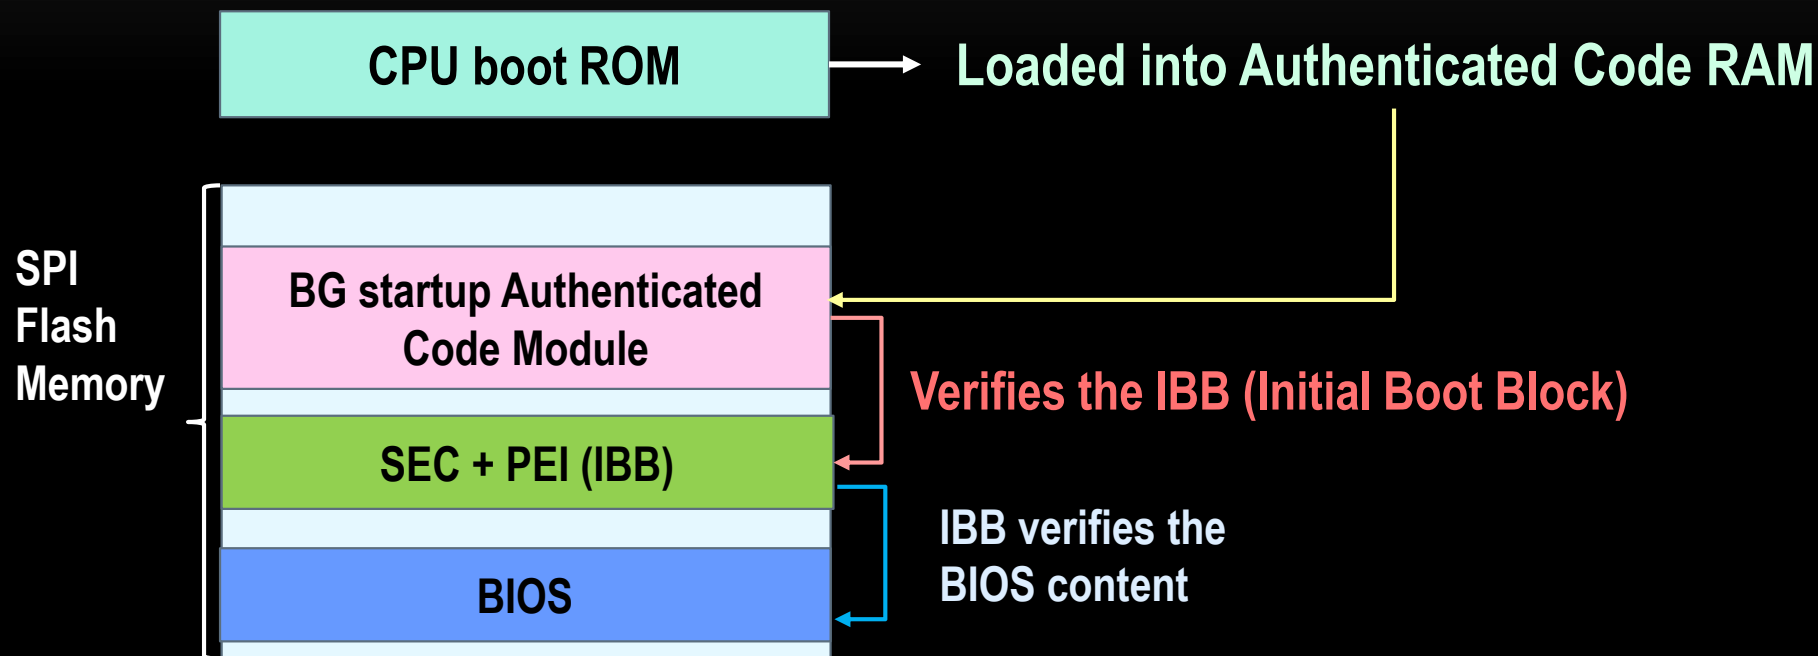 CPU boot ROM
Loaded into Authenticated Code RAM
SPI
Flash
Memory
BG startup Authenticated
Code Module
Verifies the IBB (Initial Boot Block)
SEC + PEI (IBB)
IBB verifies the
BIOS content
BIOS